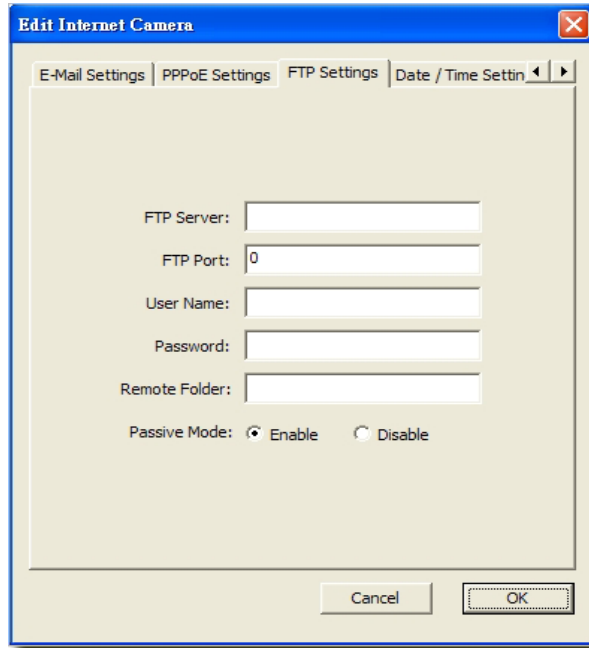 Edit Internet Camera
E-Mail Settings PPPoE Settings FTP Settings Date / Time Settin
FTP Server:
FTP Port: 0
User Name:
Password:
Remote Folder:
Passive Mode: Enable Disable
Cancel OK